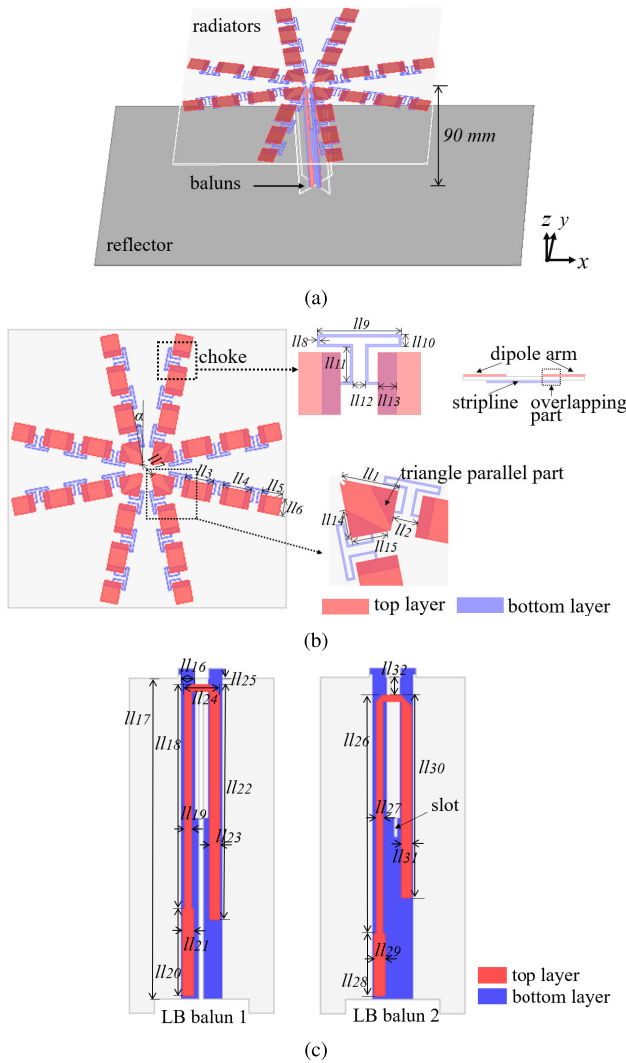 radiators
90 mm
baluns
reflector
z y
x
(a)
choke
α
ll7
ll3
ll4
ll5
ll6
ll9
ll8
ll10
ll11
ll12
ll13
dipole arm
stripline
overlapping
part
ll1
triangle parallel part
ll2
ll14
ll15
top layer
bottom layer
(b)
ll16
ll25
ll24
ll17
ll18
ll22
ll19
ll23
ll21
ll20
LB balun 1
ll32
ll26
ll30
ll27
slot
ll31
ll29
ll28
LB balun 2
top layer
bottom layer
(c)